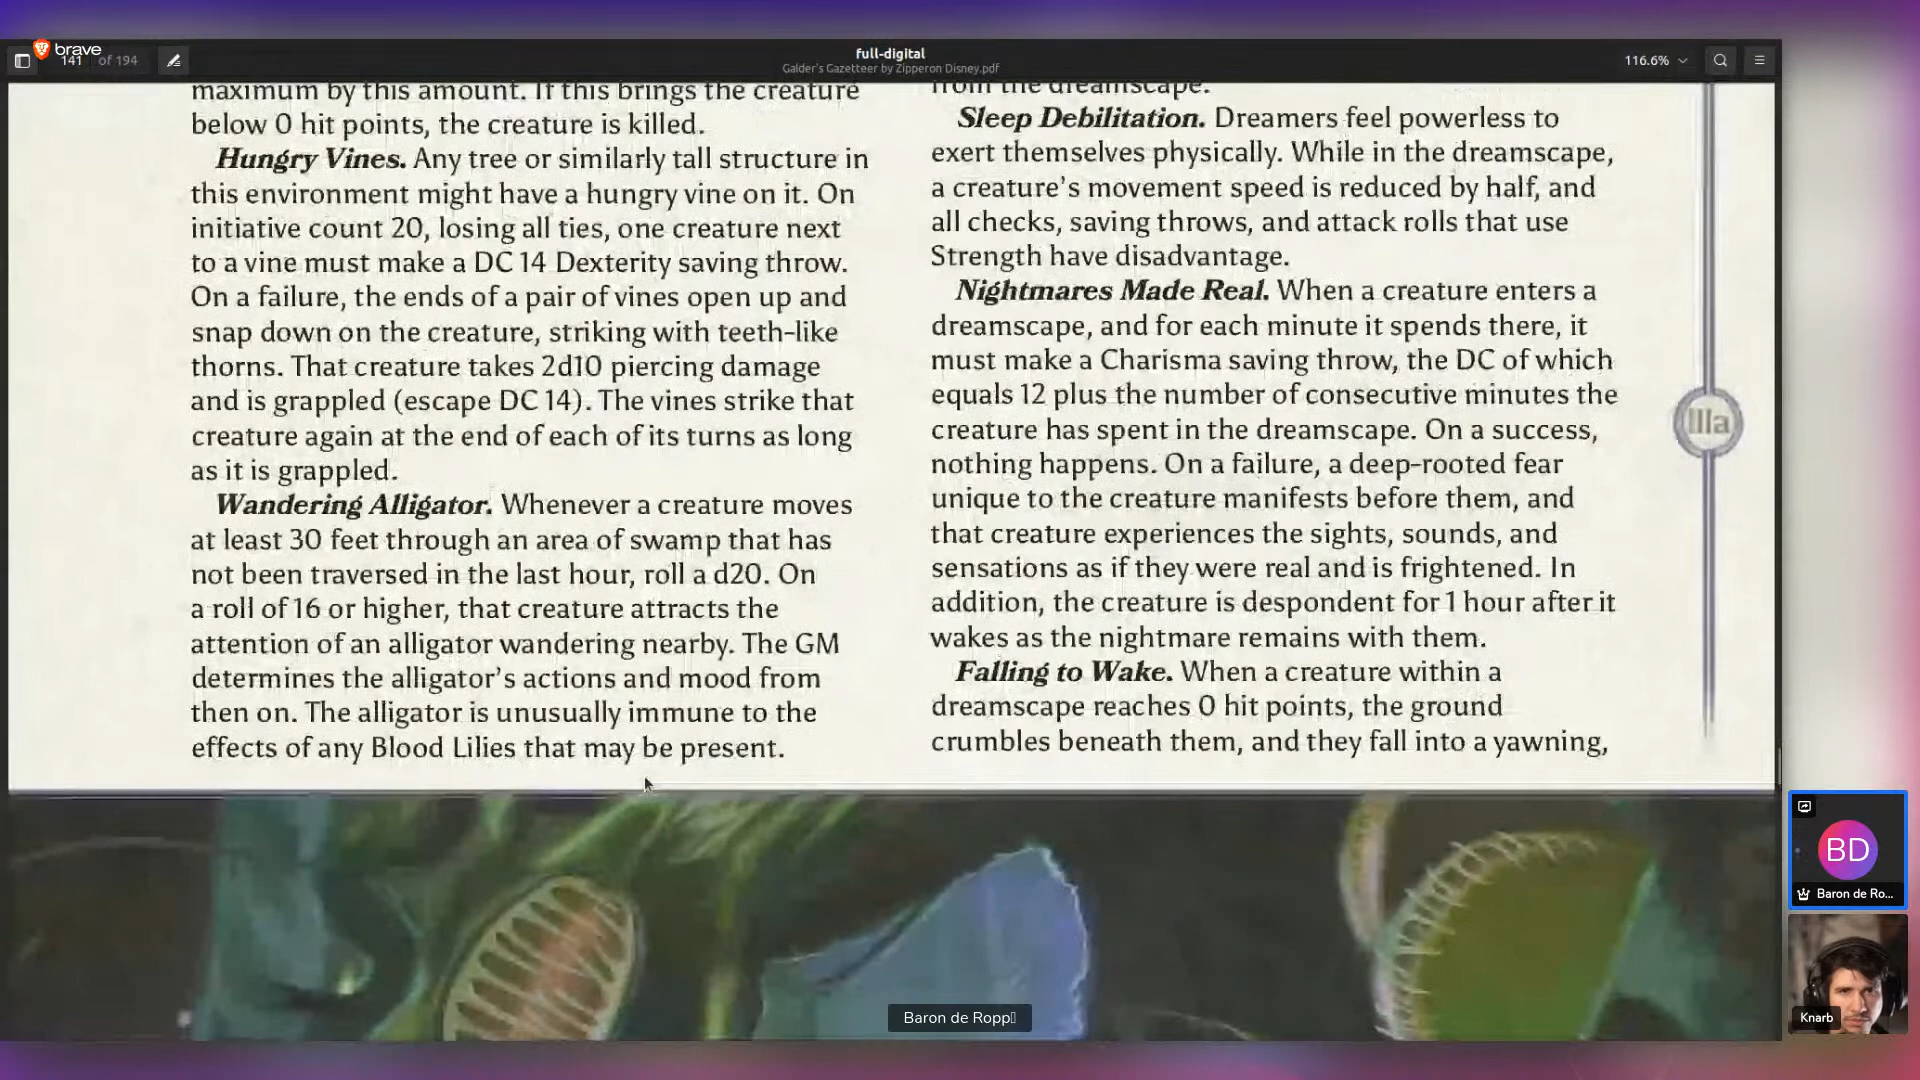 brave
141 of 194
full-digital
Galder's Gazetteer by Zipperon Disney.pdf
116.6%
maximum by this amount. If this brings the creature
below 0 hit points, the creature is killed.
Hungry Vines. Any tree or similarly tall structure in
this environment might have a hungry vine on it. On
initiative count 20, losing all ties, one creature next
to a vine must make a DC 14 Dexterity saving throw.
On a failure, the ends of a pair of vines open up and
snap down on the creature, striking with teeth-like
thorns. That creature takes 2d10 piercing damage
and is grappled (escape DC 14). The vines strike that
creature again at the end of each of its turns as long
as it is grappled.
Wandering Alligator. Whenever a creature moves
at least 30 feet through an area of swamp that has
not been traversed in the last hour, roll a d20. On
a roll of 16 or higher, that creature attracts the
attention of an alligator wandering nearby. The GM
determines the alligator's actions and mood from
then on. The alligator is unusually immune to the
effects of any Blood Lilies that may be present.
from the dreamscape.
Sleep Debilitation. Dreamers feel powerless to
exert themselves physically. While in the dreamscape,
a creature's movement speed is reduced by half, and
all checks, saving throws, and attack rolls that use
Strength have disadvantage.
Nightmares Made Real. When a creature enters a
dreamscape, and for each minute it spends there, it
must make a Charisma saving throw, the DC of which
equals 12 plus the number of consecutive minutes the
creature has spent in the dreamscape. On a success,
nothing happens. On a failure, a deep-rooted fear
unique to the creature manifests before them, and
that creature experiences the sights, sounds, and
sensations as if they were real and is frightened. In
addition, the creature is despondent for 1 hour after it
wakes as the nightmare remains with them.
Falling to Wake. When a creature within a
dreamscape reaches 0 hit points, the ground
crumbles beneath them, and they fall into a yawning,
IIIa
BD
Baron de Ro...
Knarb
Baron de Ropp